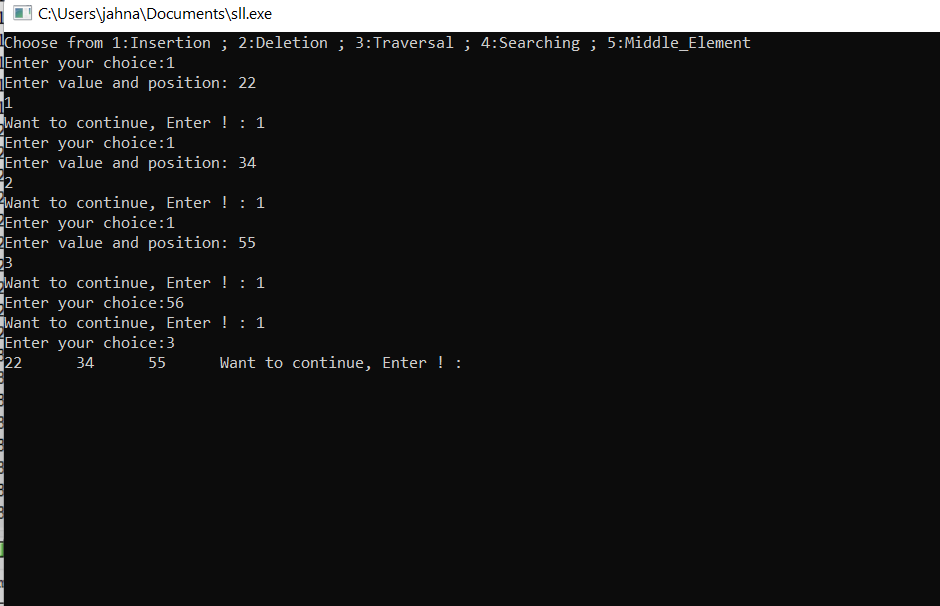 C:\Users\jahna\Documents\sll.exe
Choose from 1:Insertion ; 2:Deletion ; 3:Traversal ; 4:Searching ; 5:Middle_Element
Enter your choice:1
Enter value and position: 22
1
Want to continue, Enter ! : 1
Enter your choice:1
Enter value and position: 34
2
Want to continue, Enter ! : 1
Enter your choice:1
Enter value and position: 55
3
Want to continue, Enter ! : 1
Enter your choice:56
Want to continue, Enter ! : 1
Enter your choice:3
22      34      55      Want to continue, Enter ! :